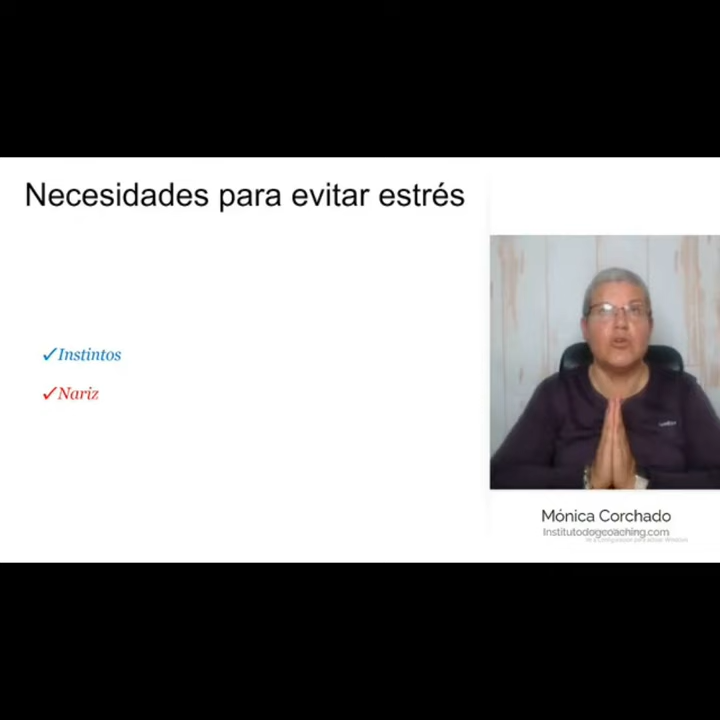 Necesidades para evitar estrés
✓Instintos
✓Nariz
Mónica Corchado
Institutodogcoaching.com